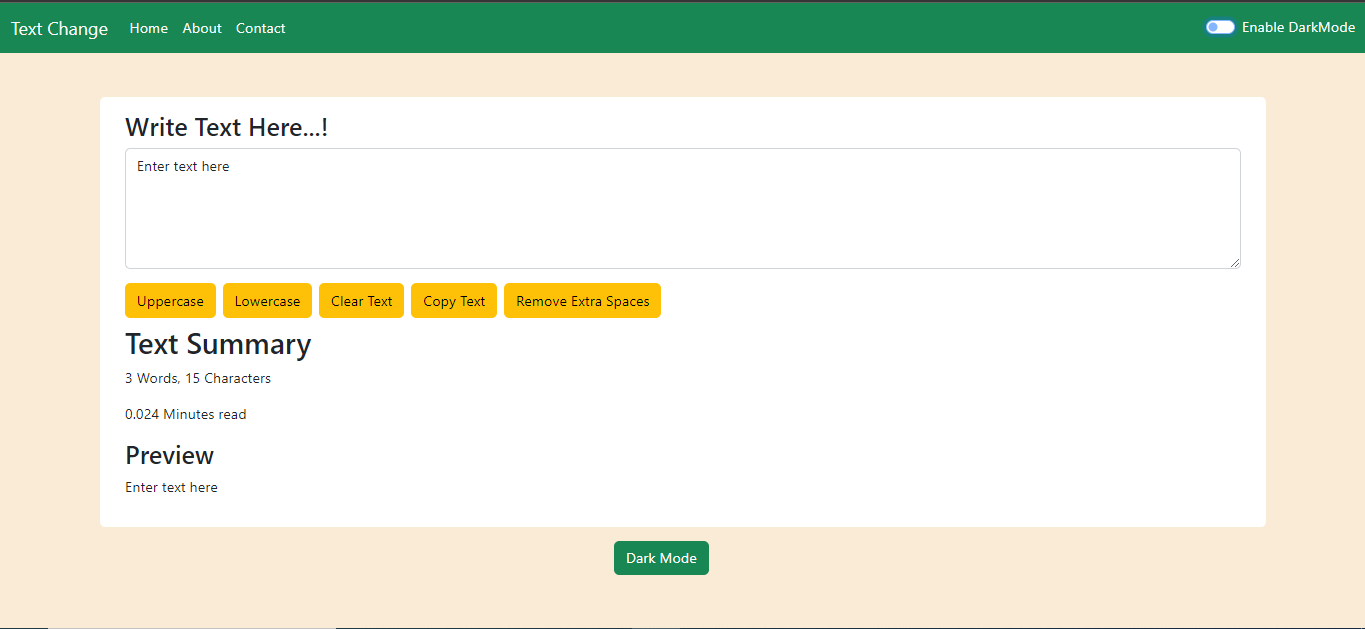 Text Change Home About Contact Enable DarkMode
Write Text Here...!
Enter text here
Uppercase Lowercase Clear Text Copy Text Remove Extra Spaces
Text Summary
3 Words, 15 Characters
0.024 Minutes read
Preview
Enter text here
Dark Mode